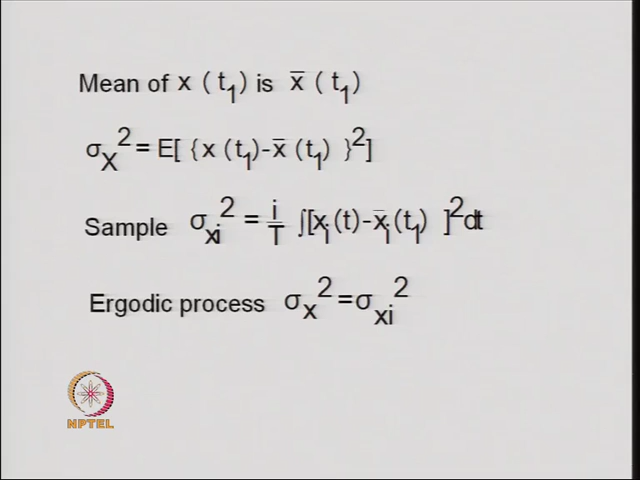 Mean of x (t₁) is x̄ (t₁)
σₓ² = E[ {x (t₁)-x̄ (t₁) }²]
Sample σₓᵢ² = i/T ∫[xᵢ(t)-x̄ᵢ(t₁) ]²dt
Ergodic process σₓ² =σₓᵢ²
NPTEL